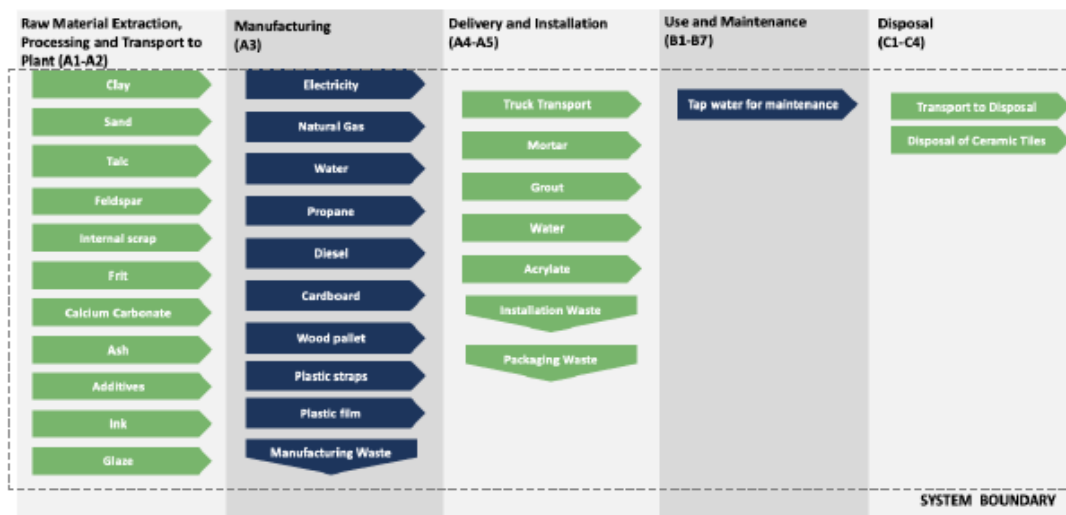 Raw Material Extraction,
Processing and Transport to
Plant (A1-A2)
Clay
Sand
Talc
Feldspar
Internal scrap
Frit
Calcium Carbonate
Ash
Additives
Ink
Glaze
Manufacturing
(A3)
Electricity
Natural Gas
Water
Propane
Diesel
Cardboard
Wood pallet
Plastic straps
Plastic film
Manufacturing Waste
Delivery and Installation
(A4-A5)
Truck Transport
Mortar
Grout
Water
Acrylate
Installation Waste
Packaging Waste
Use and Maintenance
(B1-B7)
Tap water for maintenance
Disposal
(C1-C4)
Transport to Disposal
Disposal of Ceramic Tiles
SYSTEM BOUNDARY